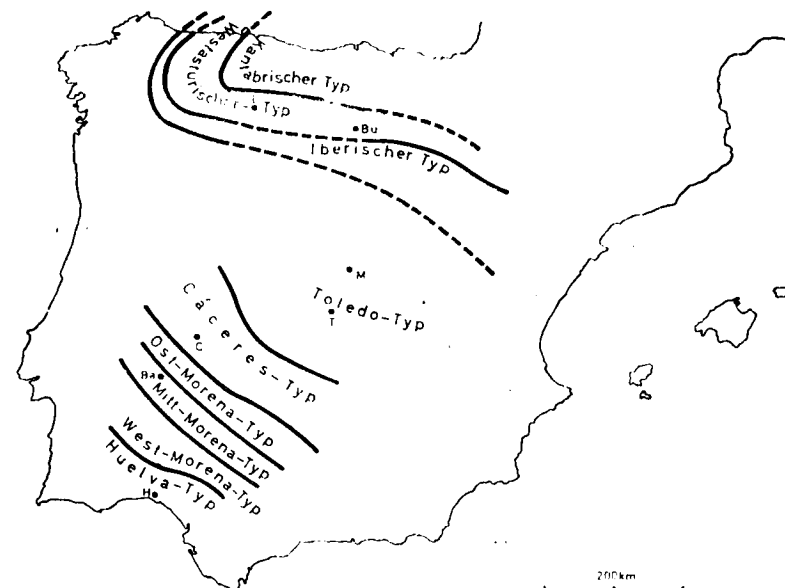 Kantabrischer Typ
Westasturischer-Typ
L
Bu
Iberischer Typ
M
Toledo-Typ
T
Cáceres-Typ
C
Ost-Morena-Typ
Ba
Mitt-Morena-Typ
West-Morena-Typ
Huelva-Typ
H
200km